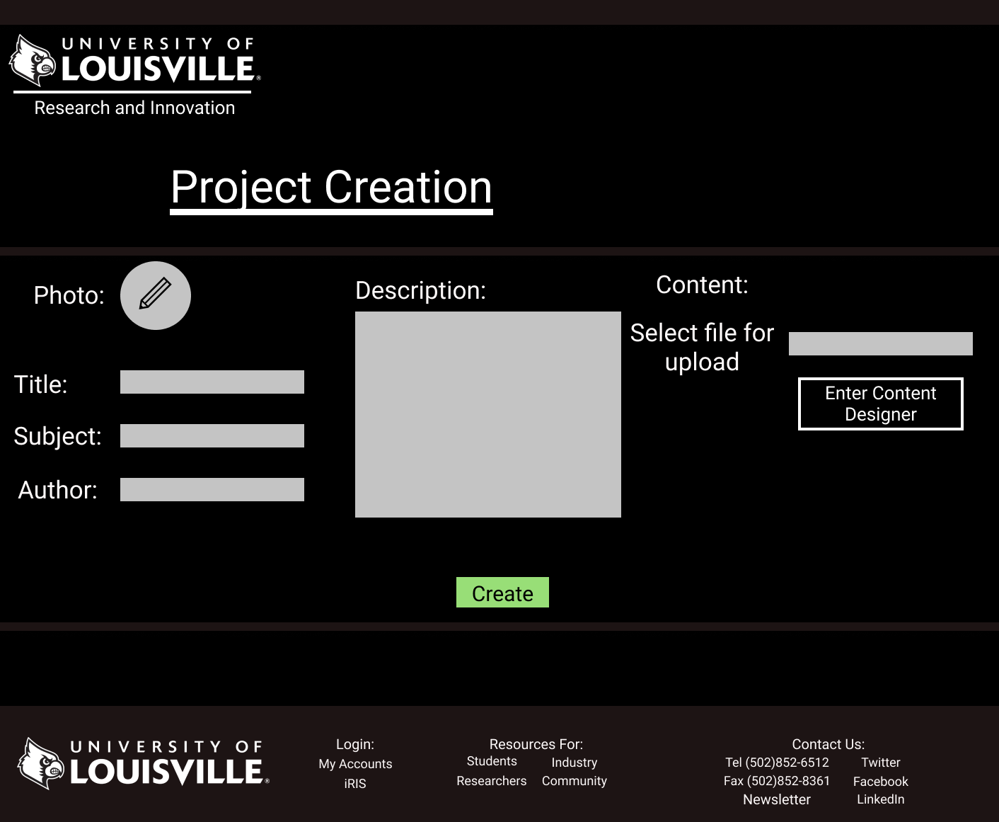 UNIVERSITY OF
LOUISVILLE®
Research and Innovation
Project Creation
Photo:
Title:
Subject:
Author:
Description:
Content:
Select file for
upload
Enter Content
Designer
Create
UNIVERSITY OF
LOUISVILLE®
Login:
My Accounts
iRIS
Resources For:
Students Industry
Researchers Community
Contact Us:
Tel (502)852-6512 Twitter
Fax (502)852-8361 Facebook
Newsletter LinkedIn